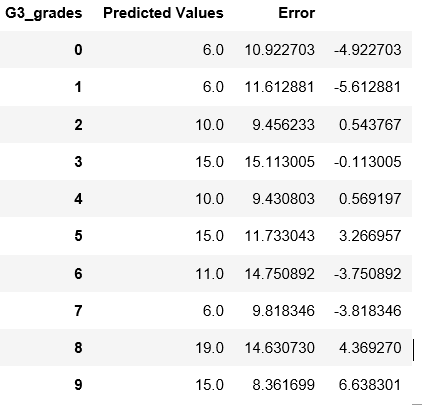 G3_grades Predicted Values Error
0 6.0 10.922703 -4.922703
1 6.0 11.612881 -5.612881
2 10.0 9.456233 0.543767
3 15.0 15.113005 -0.113005
4 10.0 9.430803 0.569197
5 15.0 11.733043 3.266957
6 11.0 14.750892 -3.750892
7 6.0 9.818346 -3.818346
8 19.0 14.630730 4.369270
9 15.0 8.361699 6.638301